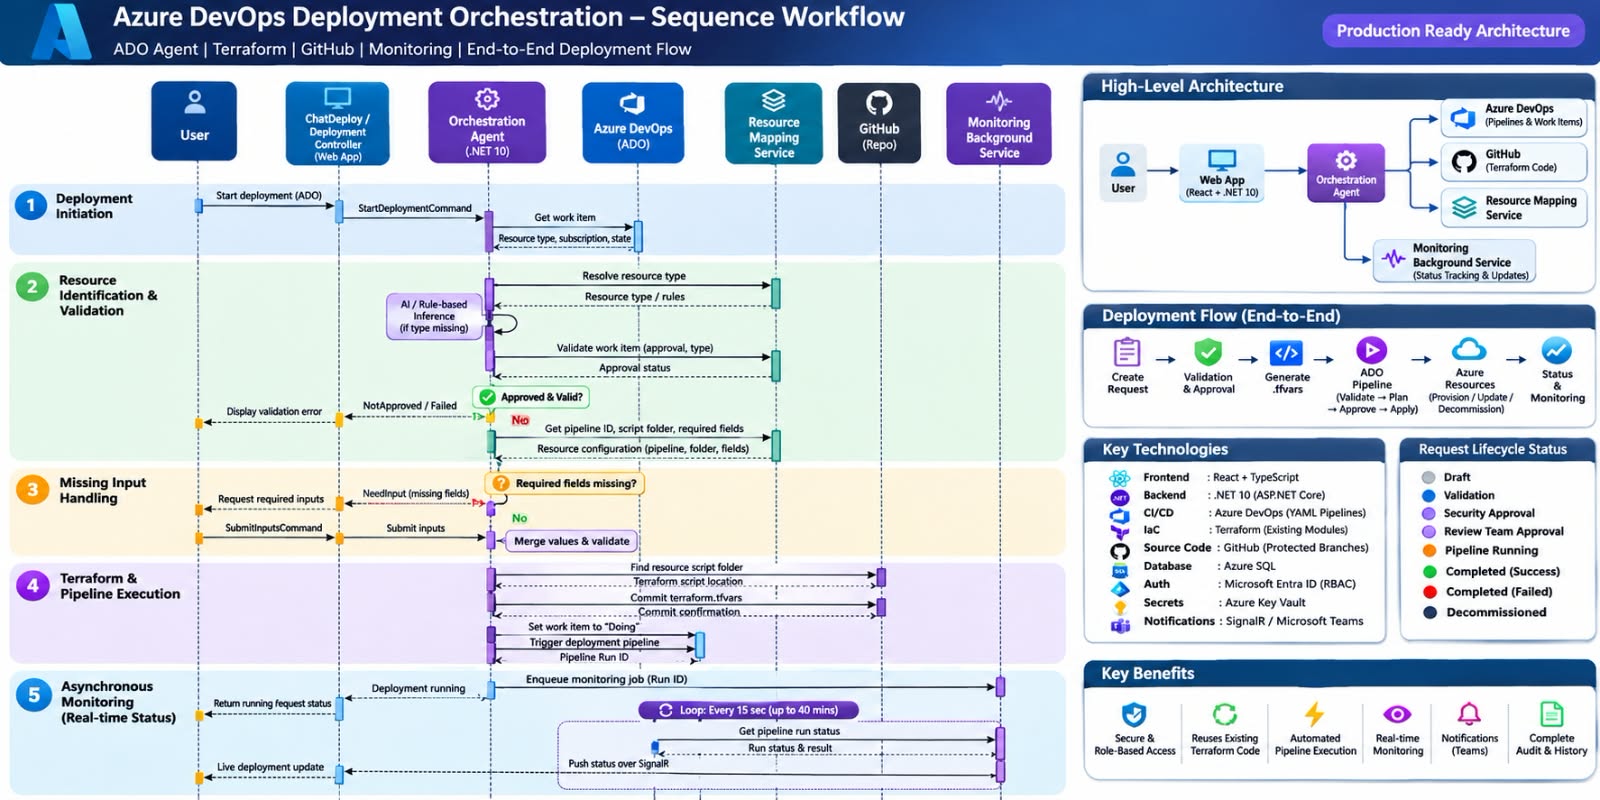 Azure DevOps Deployment Orchestration – Sequence Workflow
ADO Agent | Terraform | GitHub | Monitoring | End-to-End Deployment Flow
Production Ready Architecture
User
ChatDeploy /
Deployment
Controller
(Web App)
Orchestration
Agent
(.NET 10)
Azure DevOps
(ADO)
Resource
Mapping
Service
GitHub
(Repo)
Monitoring
Background
Service
1
Deployment
Initiation
Start deployment (ADO)
StartDeploymentCommand
Get work item
Resource type, subscription, state
2
Resource
Identification &
Validation
Resolve resource type
Resource type / rules
AI / Rule-based
Inference
(if type missing)
Validate work item (approval, type)
Approval status
Approved & Valid?
NotApproved / Failed
Display validation error
No
Get pipeline ID, script folder, required fields
Resource configuration (pipeline, folder, fields)
3
Missing Input
Handling
Required fields missing?
NeedInput (missing fields)
Request required inputs
No
SubmitInputsCommand
Submit inputs
Merge values & validate
4
Terraform &
Pipeline Execution
Find resource script folder
Terraform script location
Commit terraform.tfvars
Commit confirmation
Set work item to "Doing"
Trigger deployment pipeline
Pipeline Run ID
5
Asynchronous
Monitoring
(Real-time Status)
Enqueue monitoring job (Run ID)
Deployment running
Return running fequest status
Loop: Every 15 sec (up to 40 mins)
Get pipeline run status
Run status & result
Push status over SignalR
Live deployment update
High-Level Architecture
User
Web App
(React + .NET 10)
Orchestration
Agent
Azure DevOps
(Pipelines & Work Items)
GitHub
(Terraform Code)
Resource Mapping
Service
Monitoring
Background Service
(Status Tracking & Updates)
Deployment Flow (End-to-End)
Create
Request
Validation
& Approval
Generate
.tfvars
ADO
Pipeline
(Validate → Plan
→ Approve → Apply)
Azure
Resources
(Provision / Update /
Decommission)
Status
&
Monitoring
Key Technologies
Frontend : React + TypeScript
.NET
Backend : .NET 10 (ASP.NET Core)
CI/CD : Azure DevOps (YAML Pipelines)
IaC : Terraform (Existing Modules)
Source Code : GitHub (Protected Branches)
Database : Azure SQL
Auth : Microsoft Entra ID (RBAC)
Secrets : Azure Key Vault
Notifications : SignalR / Microsoft Teams
Request Lifecycle Status
Draft
Validation
Security Approval
Review Team Approval
Pipeline Running
Completed (Success)
Completed (Failed)
Decommissioned
Key Benefits
Secure &
Role-Based Access
Reuses Existing
Terraform Code
Automated
Pipeline Execution
Real-time
Monitoring
Notifications
(Teams)
Complete
Audit & History